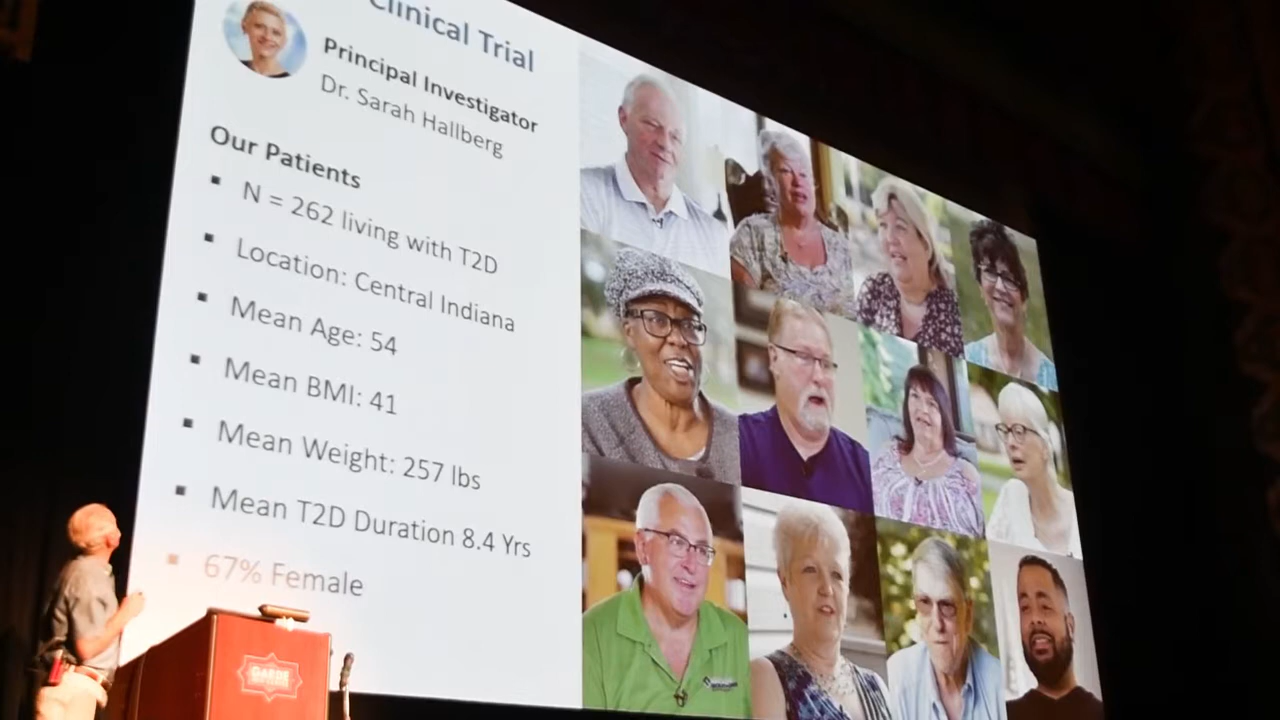 Clinical Trial
Principal Investigator
Dr. Sarah Hallberg
Our Patients
▪ N = 262 living with T2D
▪ Location: Central Indiana
▪ Mean Age: 54
▪ Mean BMI: 41
▪ Mean Weight: 257 lbs
▪ Mean T2D Duration 8.4 Yrs
▪ 67% Female
GARDE